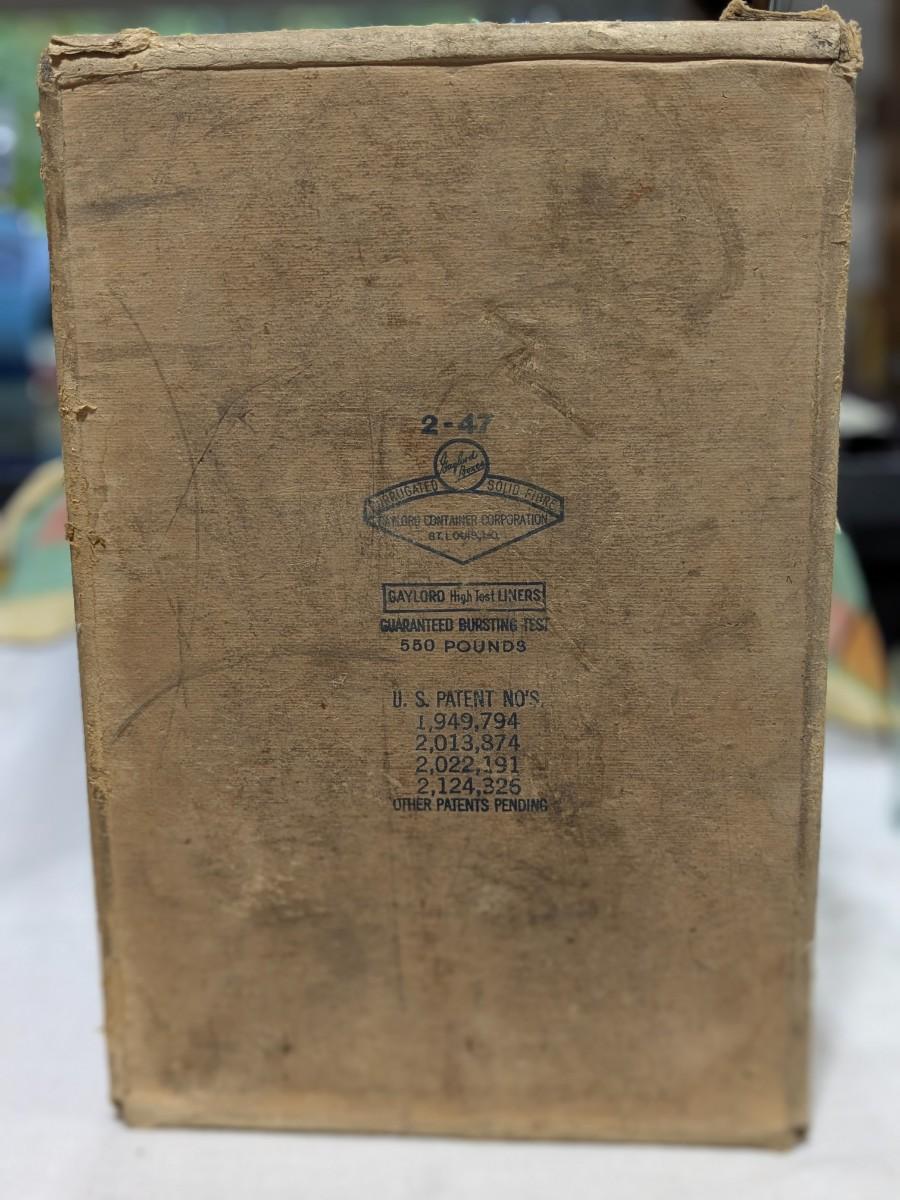 2-47
Gaylord
Boxes
CORRUGATED SOLID FIBRE
GAYLORD CONTAINER CORPORATION
ST. LOUIS, MO.
GAYLORD High Test LINERS
GUARANTEED BURSTING TEST
550 POUNDS
U. S. PATENT NO'S.
1,949,794
2,013,874
2,022,191
2,124,326
OTHER PATENTS PENDING